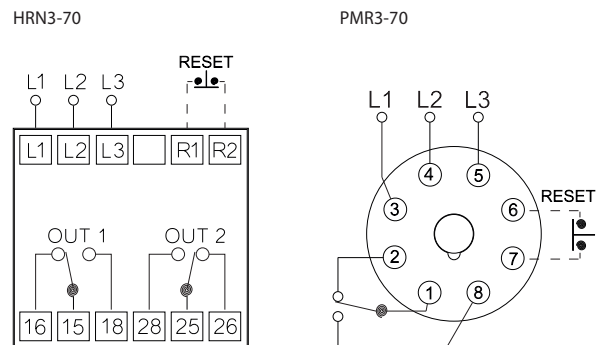 HRN3-70
PMR3-70
RESET
L1 L2 L3
L1 L2 L3 R1 R2
OUT 1 OUT 2
16 15 18 28 25 26
L1 L2 L3
4 5
3 6
RESET
2 7
1 8